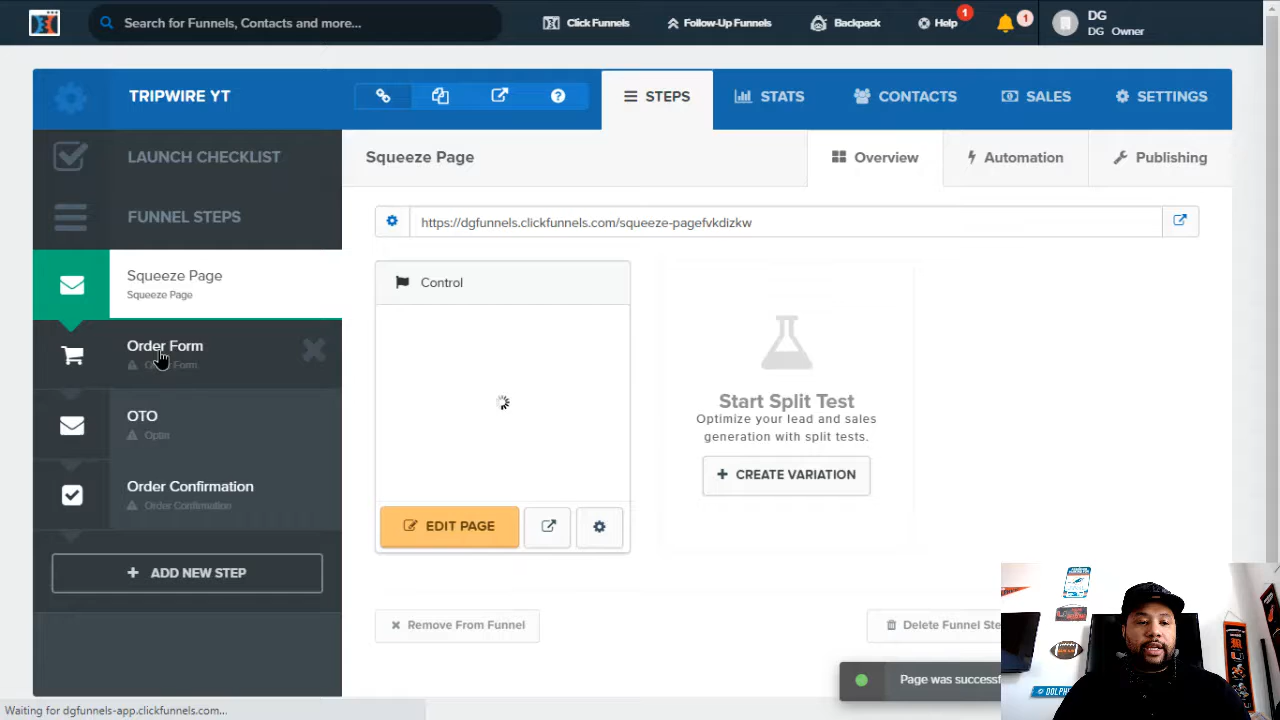 Search for Funnels, Contacts and more...
Click Funnels
Follow-Up Funnels
Backpack
Help
1
1
DG
DG Owner
TRIPWIRE YT
STEPS
STATS
CONTACTS
SALES
SETTINGS
LAUNCH CHECKLIST
FUNNEL STEPS
Squeeze Page
Squeeze Page
Order Form
Form
OTO
Optin
Order Confirmation
Order Confirmation
ADD NEW STEP
Squeeze Page
Overview
Automation
Publishing
https://dgfunnels.clickfunnels.com/squeeze-pagefvkdizkw
Control
EDIT PAGE
Start Split Test
Optimize your lead and sales
generation with split tests.
CREATE VARIATION
Remove From Funnel
Delete Funnel Ste
Page was successf
Waiting for dgfunnels-app.clickfunnels.com...